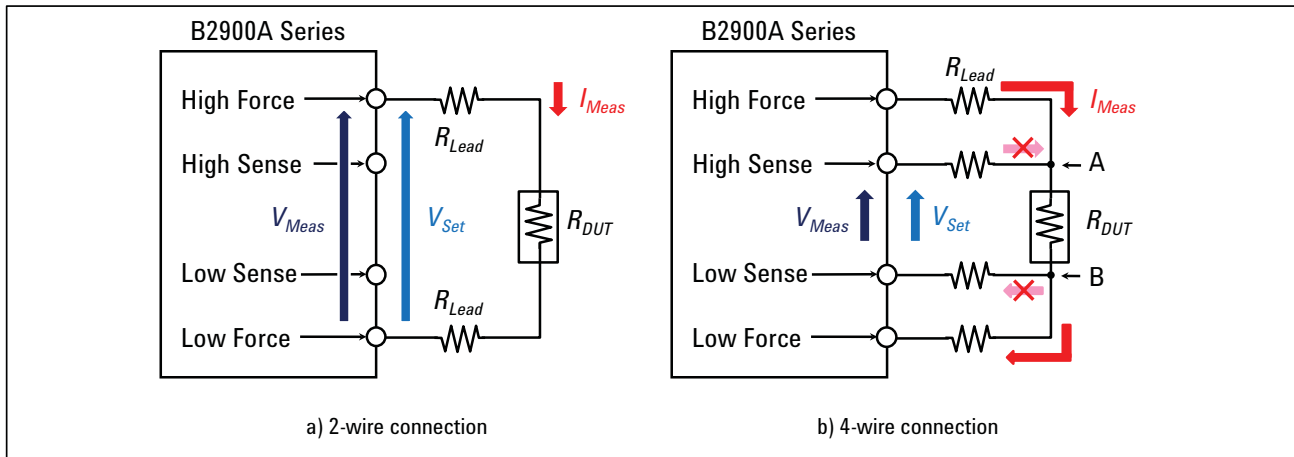 B2900A Series
High Force
High Sense
Low Sense
Low Force
R_Lead
I_Meas
V_Meas
V_Set
R_DUT
R_Lead
a) 2-wire connection
B2900A Series
High Force
High Sense
Low Sense
Low Force
R_Lead
I_Meas
A
V_Meas
V_Set
R_DUT
B
b) 4-wire connection